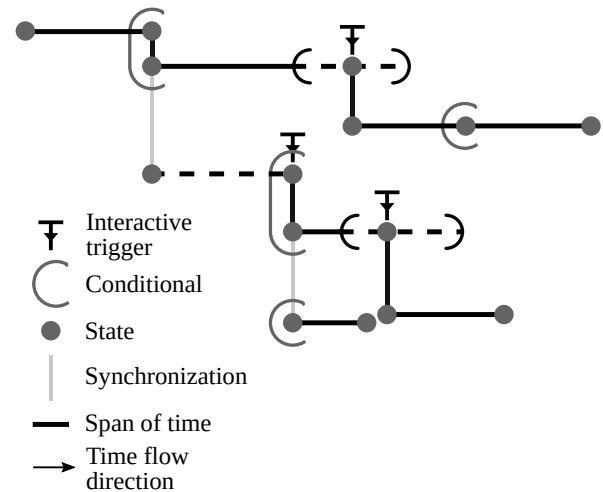 Interactive
trigger
Conditional
State
Synchronization
Span of time
Time flow
direction